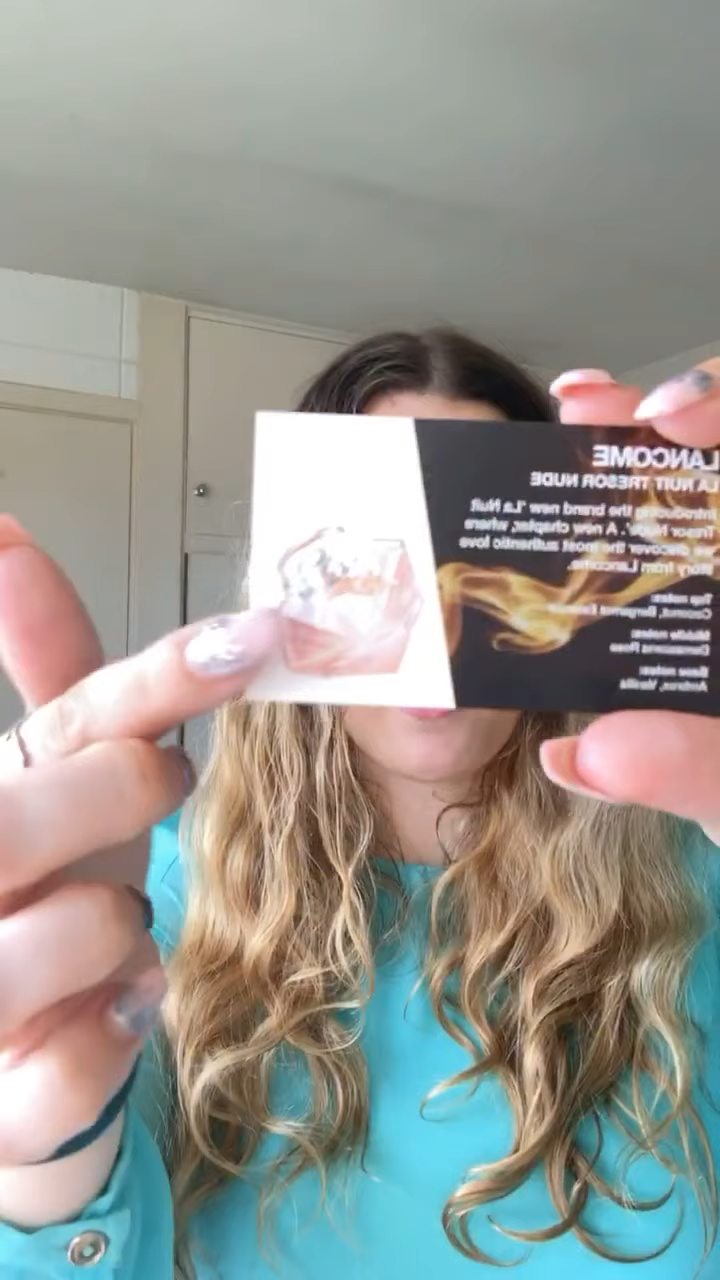 LANCOME
LA NUIT TRESOR NUDE
Introducing the brand new "La Nuit
Tresor Nude". A new chapter, where
we discover the most authentic love
story from Lancome.
Top notes:
Coconut, Bergamot
Middle notes:
Damascena Rose
Base notes:
Ambrox, Vanilla